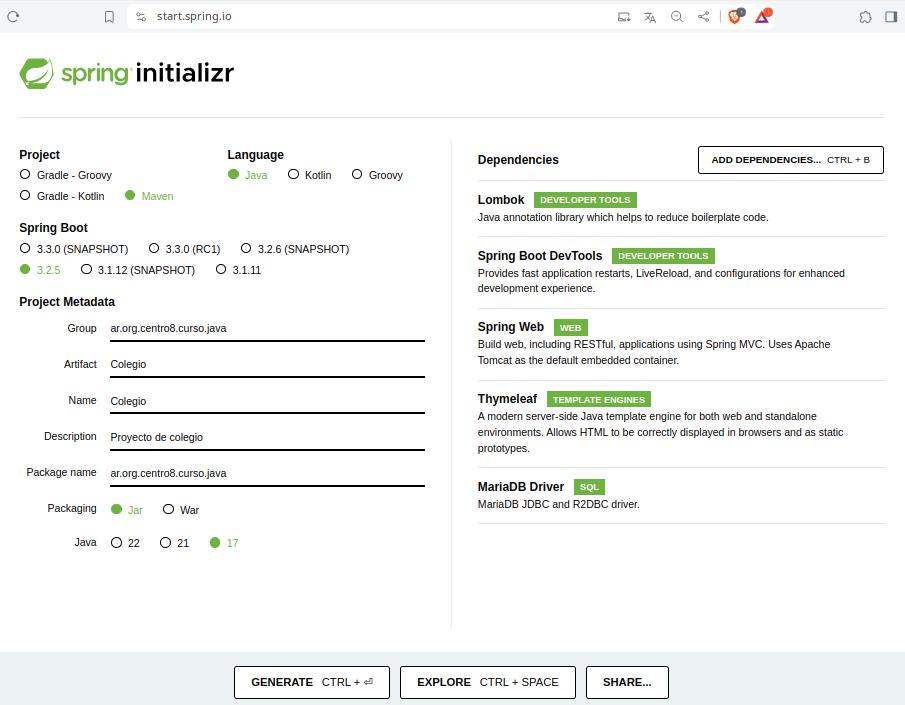 start.spring.io
spring initializr
Project
Gradle - Groovy
Gradle - Kotlin Maven
Language
Java Kotlin Groovy
Spring Boot
3.3.0 (SNAPSHOT) 3.3.0 (RC1) 3.2.6 (SNAPSHOT)
3.2.5 3.1.12 (SNAPSHOT) 3.1.11
Project Metadata
Group ar.org.centro8.curso.java
Artifact Colegio
Name Colegio
Description Proyecto de colegio
Package name ar.org.centro8.curso.java
Packaging Jar War
Java 22 21 17
Dependencies ADD DEPENDENCIES... CTRL + B
Lombok DEVELOPER TOOLS
Java annotation library which helps to reduce boilerplate code.
Spring Boot DevTools DEVELOPER TOOLS
Provides fast application restarts, LiveReload, and configurations for enhanced
development experience.
Spring Web WEB
Build web, including RESTful, applications using Spring MVC. Uses Apache
Tomcat as the default embedded container.
Thymeleaf TEMPLATE ENGINES
A modern server-side Java template engine for both web and standalone
environments. Allows HTML to be correctly displayed in browsers and as static
prototypes.
MariaDB Driver SQL
MariaDB JDBC and R2DBC driver.
GENERATE CTRL + ⏎ EXPLORE CTRL + SPACE SHARE...